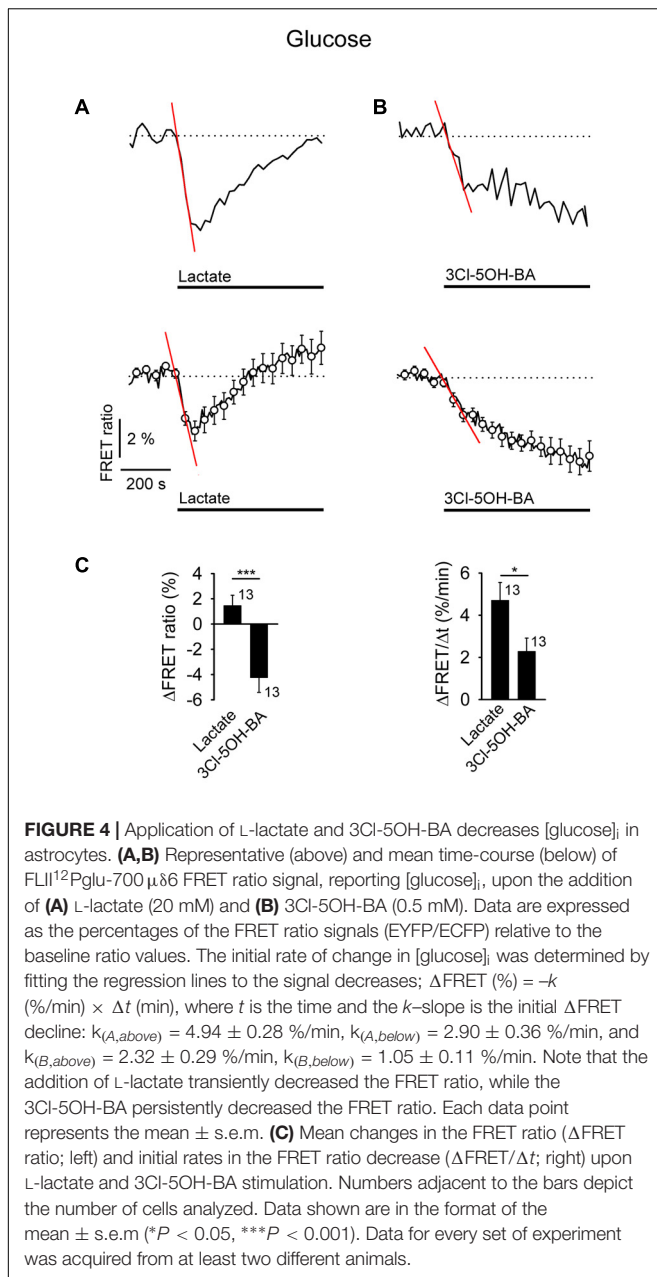 Glucose
A
B
Lactate
3Cl-5OH-BA
FRET ratio
2 %
200 s
Lactate
3Cl-5OH-BA
C
ΔFRET ratio (%)
4
2
0
-2
-4
-6
***
13
13
Lactate
3Cl-5OH-BA
ΔFRET/Δt (%/min)
6
4
2
0
*
13
13
Lactate
3Cl-5OH-BA
FIGURE 4 | Application of L-lactate and 3Cl-5OH-BA decreases [glucose]i in
astrocytes. (A,B) Representative (above) and mean time-course (below) of
FLII12Pglu-700 μδ6 FRET ratio signal, reporting [glucose]i, upon the addition
of (A) L-lactate (20 mM) and (B) 3Cl-5OH-BA (0.5 mM). Data are expressed
as the percentages of the FRET ratio signals (EYFP/ECFP) relative to the
baseline ratio values. The initial rate of change in [glucose]i was determined by
fitting the regression lines to the signal decreases; ΔFRET (%) = –k
(%/min) × Δt (min), where t is the time and the k–slope is the initial ΔFRET
decline: k(A,above) = 4.94 ± 0.28 %/min, k(A,below) = 2.90 ± 0.36 %/min, and
k(B,above) = 2.32 ± 0.29 %/min, k(B,below) = 1.05 ± 0.11 %/min. Note that the
addition of L-lactate transiently decreased the FRET ratio, while the
3Cl-5OH-BA persistently decreased the FRET ratio. Each data point
represents the mean ± s.e.m. (C) Mean changes in the FRET ratio (ΔFRET
ratio; left) and initial rates in the FRET ratio decrease (ΔFRET/Δt; right) upon
L-lactate and 3Cl-5OH-BA stimulation. Numbers adjacent to the bars depict
the number of cells analyzed. Data shown are in the format of the
mean ± s.e.m (*P < 0.05, ***P < 0.001). Data for every set of experiment
was acquired from at least two different animals.